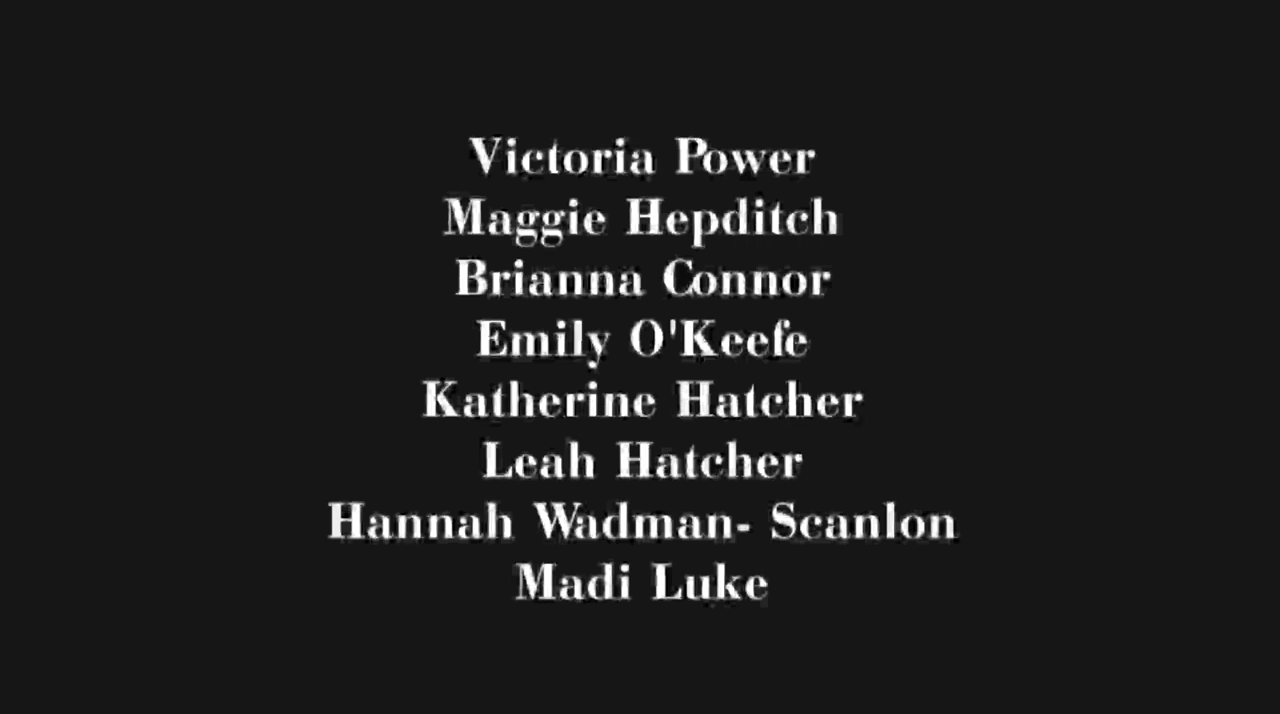 Victoria Power
Maggie Hepditch
Brianna Connor
Emily O'Keefe
Katherine Hatcher
Leah Hatcher
Hannah Wadman- Scanlon
Madi Luke